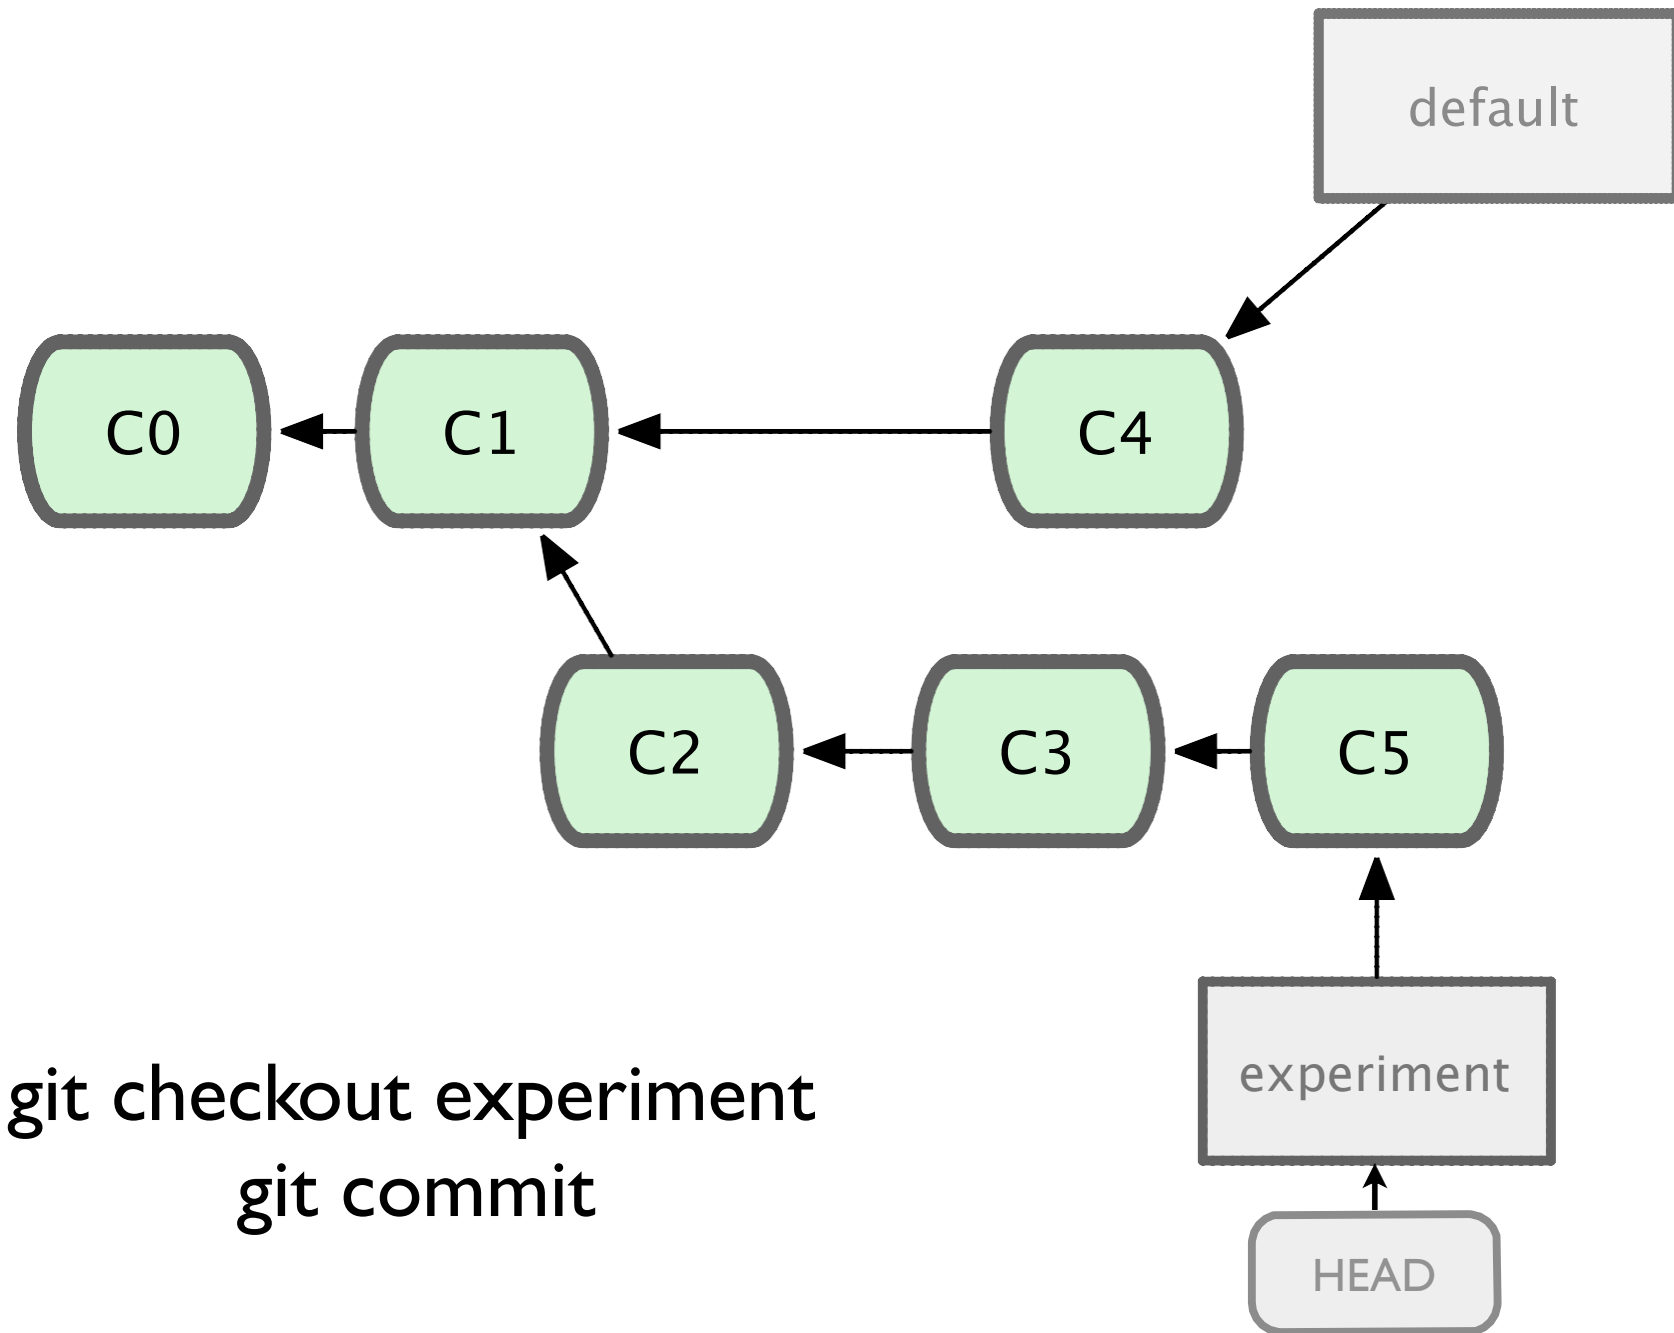 default
C0
C1
C4
C2
C3
C5
experiment
git checkout experiment
git commit
HEAD